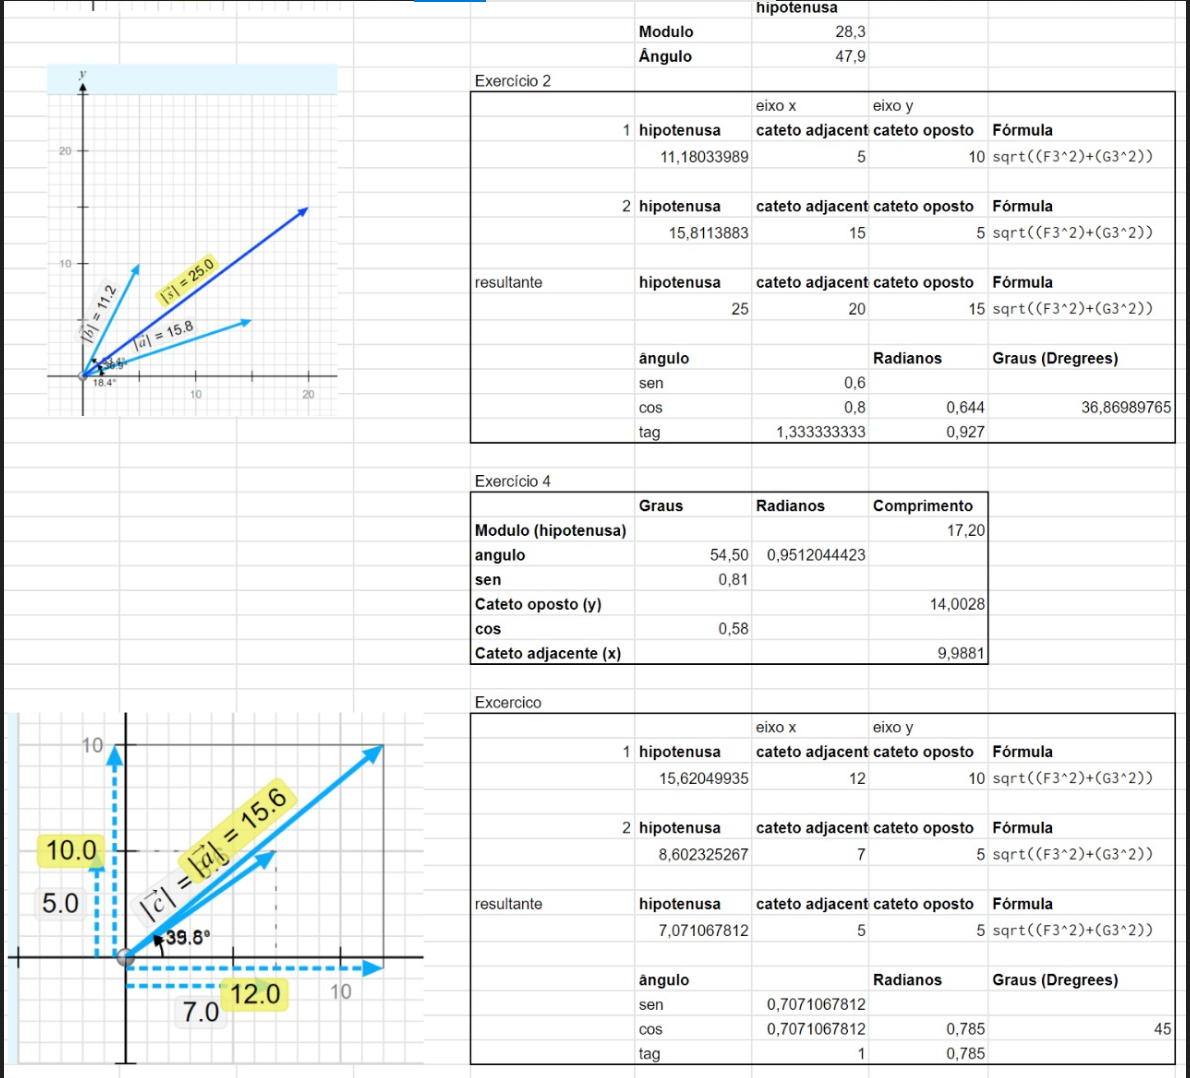 hipotenusa
Modulo 28,3
Ângulo 47,9
Exercício 2
eixo x eixo y
1 hipotenusa cateto adjacent cateto oposto Fórmula
11,18033989 5 10 sqrt((F3^2)+(G3^2))
2 hipotenusa cateto adjacent cateto oposto Fórmula
15,8113883 15 5 sqrt((F3^2)+(G3^2))
resultante hipotenusa cateto adjacent cateto oposto Fórmula
25 20 15 sqrt((F3^2)+(G3^2))
ângulo Radianos Graus (Dregrees)
sen 0,6
cos 0,8 0,644 36,86989765
tag 1,333333333 0,927
y
20
10
|s| = 25.0
|b| = 11.2
|a| = 15.8
18.4°
10 20
Exercício 4
Graus Radianos Comprimento
Modulo (hipotenusa) 17,20
angulo 54,50 0,9512044423
sen 0,81
Cateto oposto (y) 14,0028
cos 0,58
Cateto adjacente (x) 9,9881
Excercico
eixo x eixo y
1 hipotenusa cateto adjacent cateto oposto Fórmula
15,62049935 12 10 sqrt((F3^2)+(G3^2))
2 hipotenusa cateto adjacent cateto oposto Fórmula
8,602325267 7 5 sqrt((F3^2)+(G3^2))
resultante hipotenusa cateto adjacent cateto oposto Fórmula
7,071067812 5 5 sqrt((F3^2)+(G3^2))
ângulo Radianos Graus (Dregrees)
sen 0,7071067812
cos 0,7071067812 0,785 45
tag 1 0,785
10
10.0
5.0
|c| =
|a| = 15.6
12.0
10
7.0